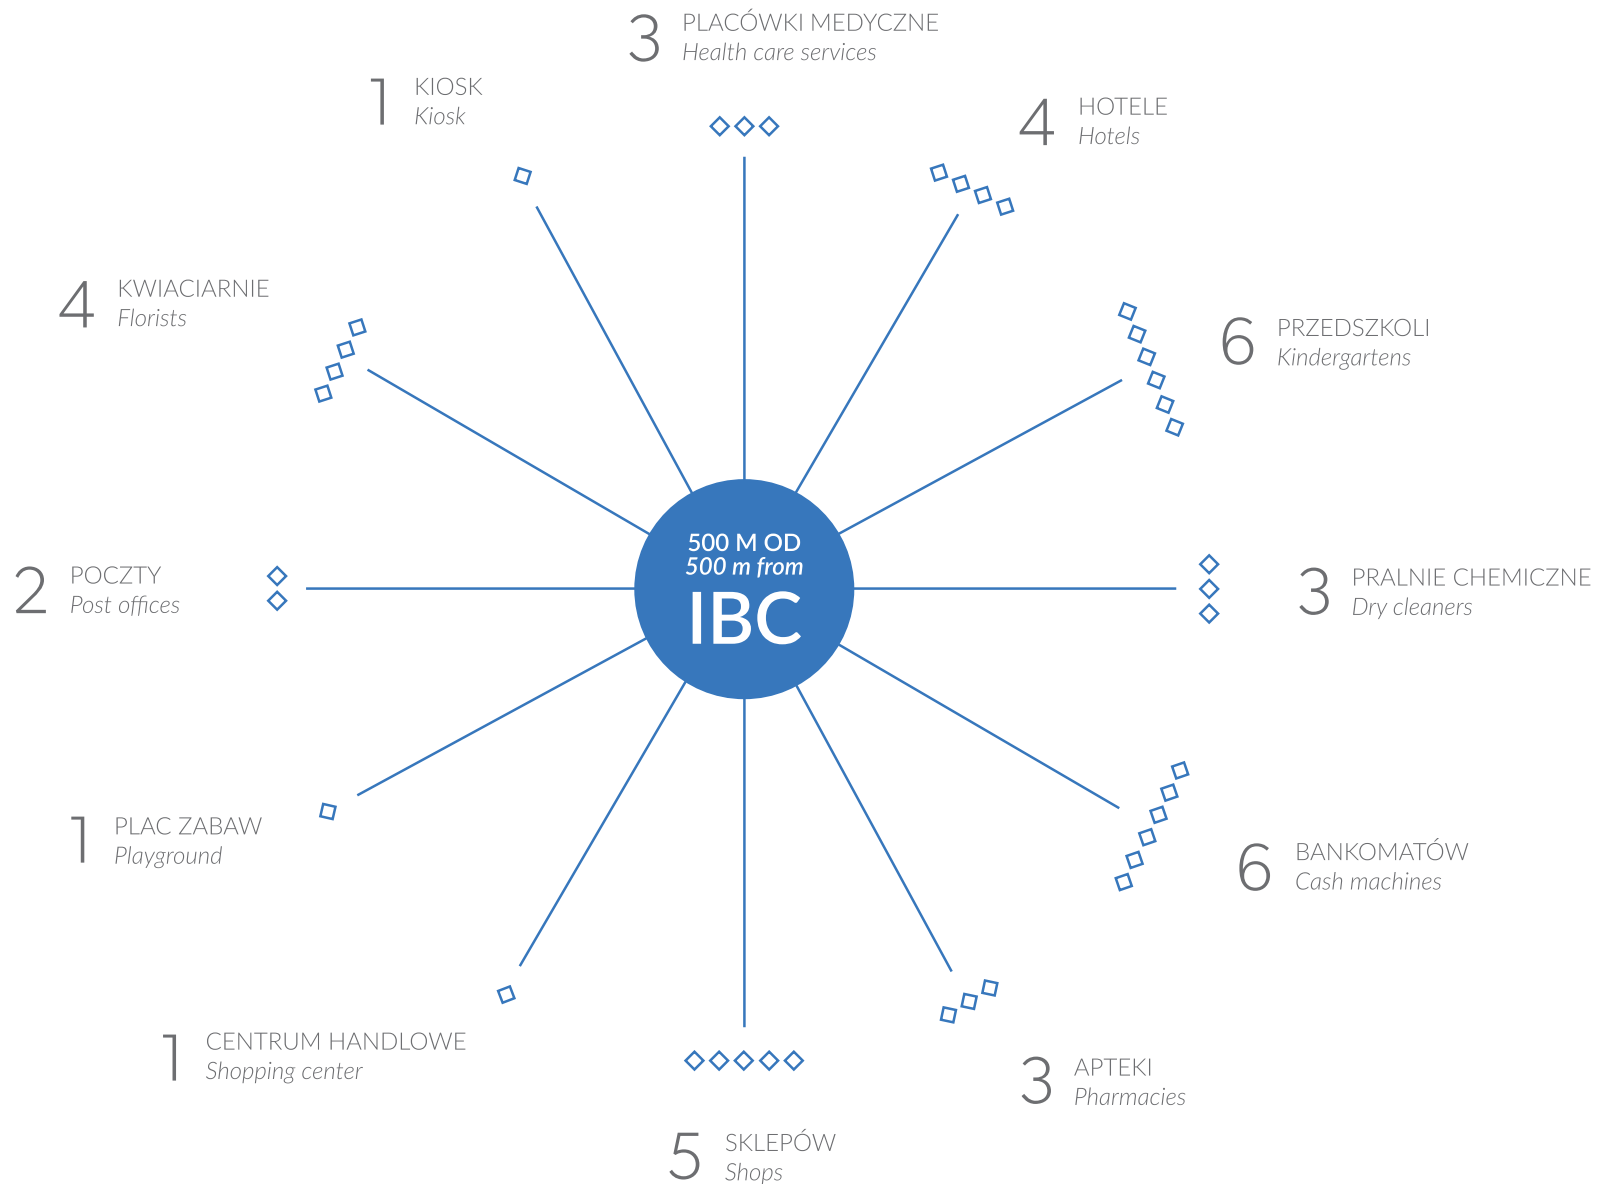 3
PLACÓWKI MEDYCZNE
Health care services
1
KIOSK
Kiosk
4
HOTELE
Hotels
4
KWIACIARNIE
Florists
6
PRZEDSZKOLI
Kindergartens
500 M OD
500 m from
IBC
2
POCZTY
Post offices
3
PRALNIE CHEMICZNE
Dry cleaners
1
PLAC ZABAW
Playground
6
BANKOMATÓW
Cash machines
1
CENTRUM HANDLOWE
Shopping center
3
APTEKI
Pharmacies
5
SKLEPÓW
Shops